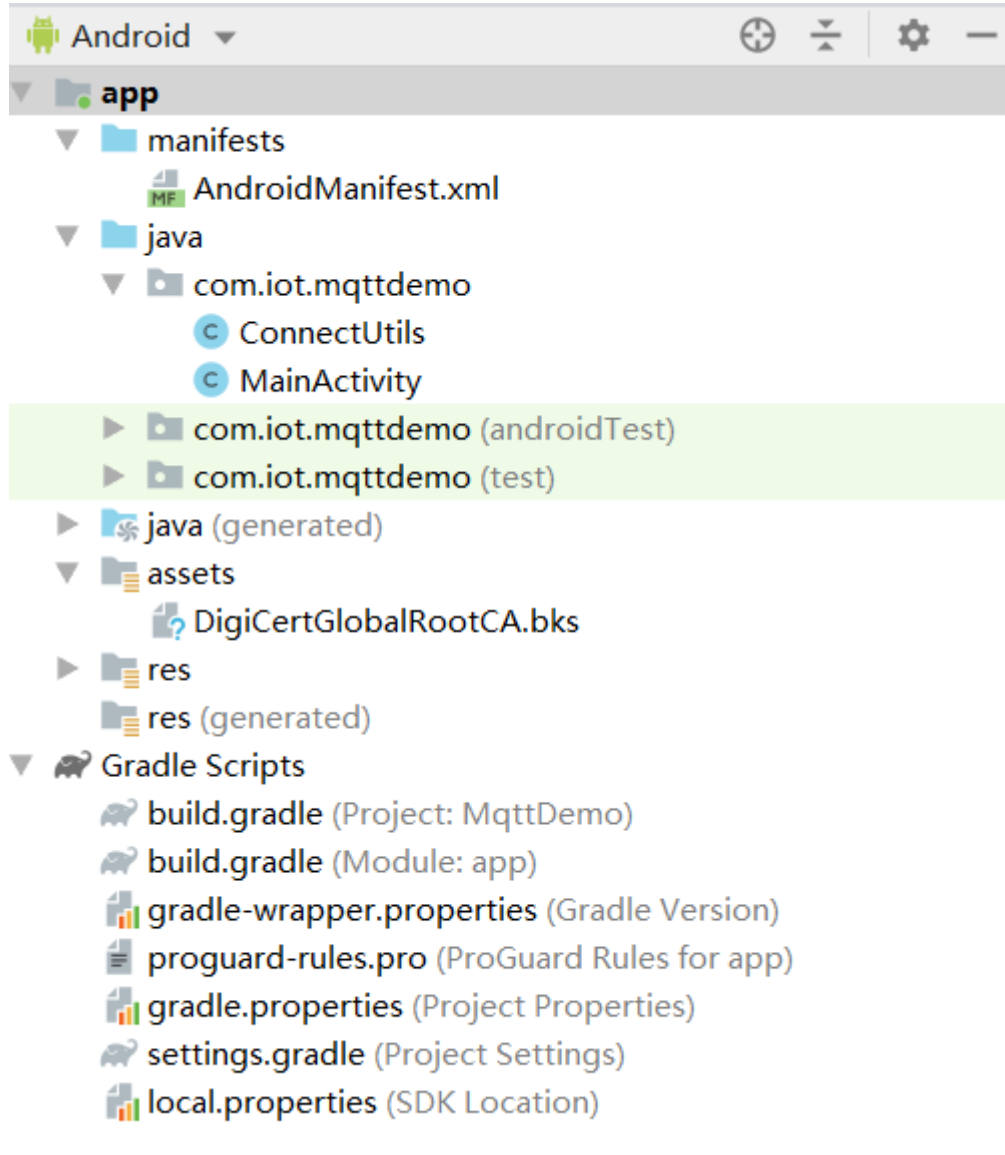 Android
app
manifests
MF AndroidManifest.xml
java
com.iot.mqttdemo
C ConnectUtils
C MainActivity
com.iot.mqttdemo (androidTest)
com.iot.mqttdemo (test)
java (generated)
assets
? DigiCertGlobalRootCA.bks
res
res (generated)
Gradle Scripts
build.gradle (Project: MqttDemo)
build.gradle (Module: app)
gradle-wrapper.properties (Gradle Version)
proguard-rules.pro (ProGuard Rules for app)
gradle.properties (Project Properties)
settings.gradle (Project Settings)
local.properties (SDK Location)